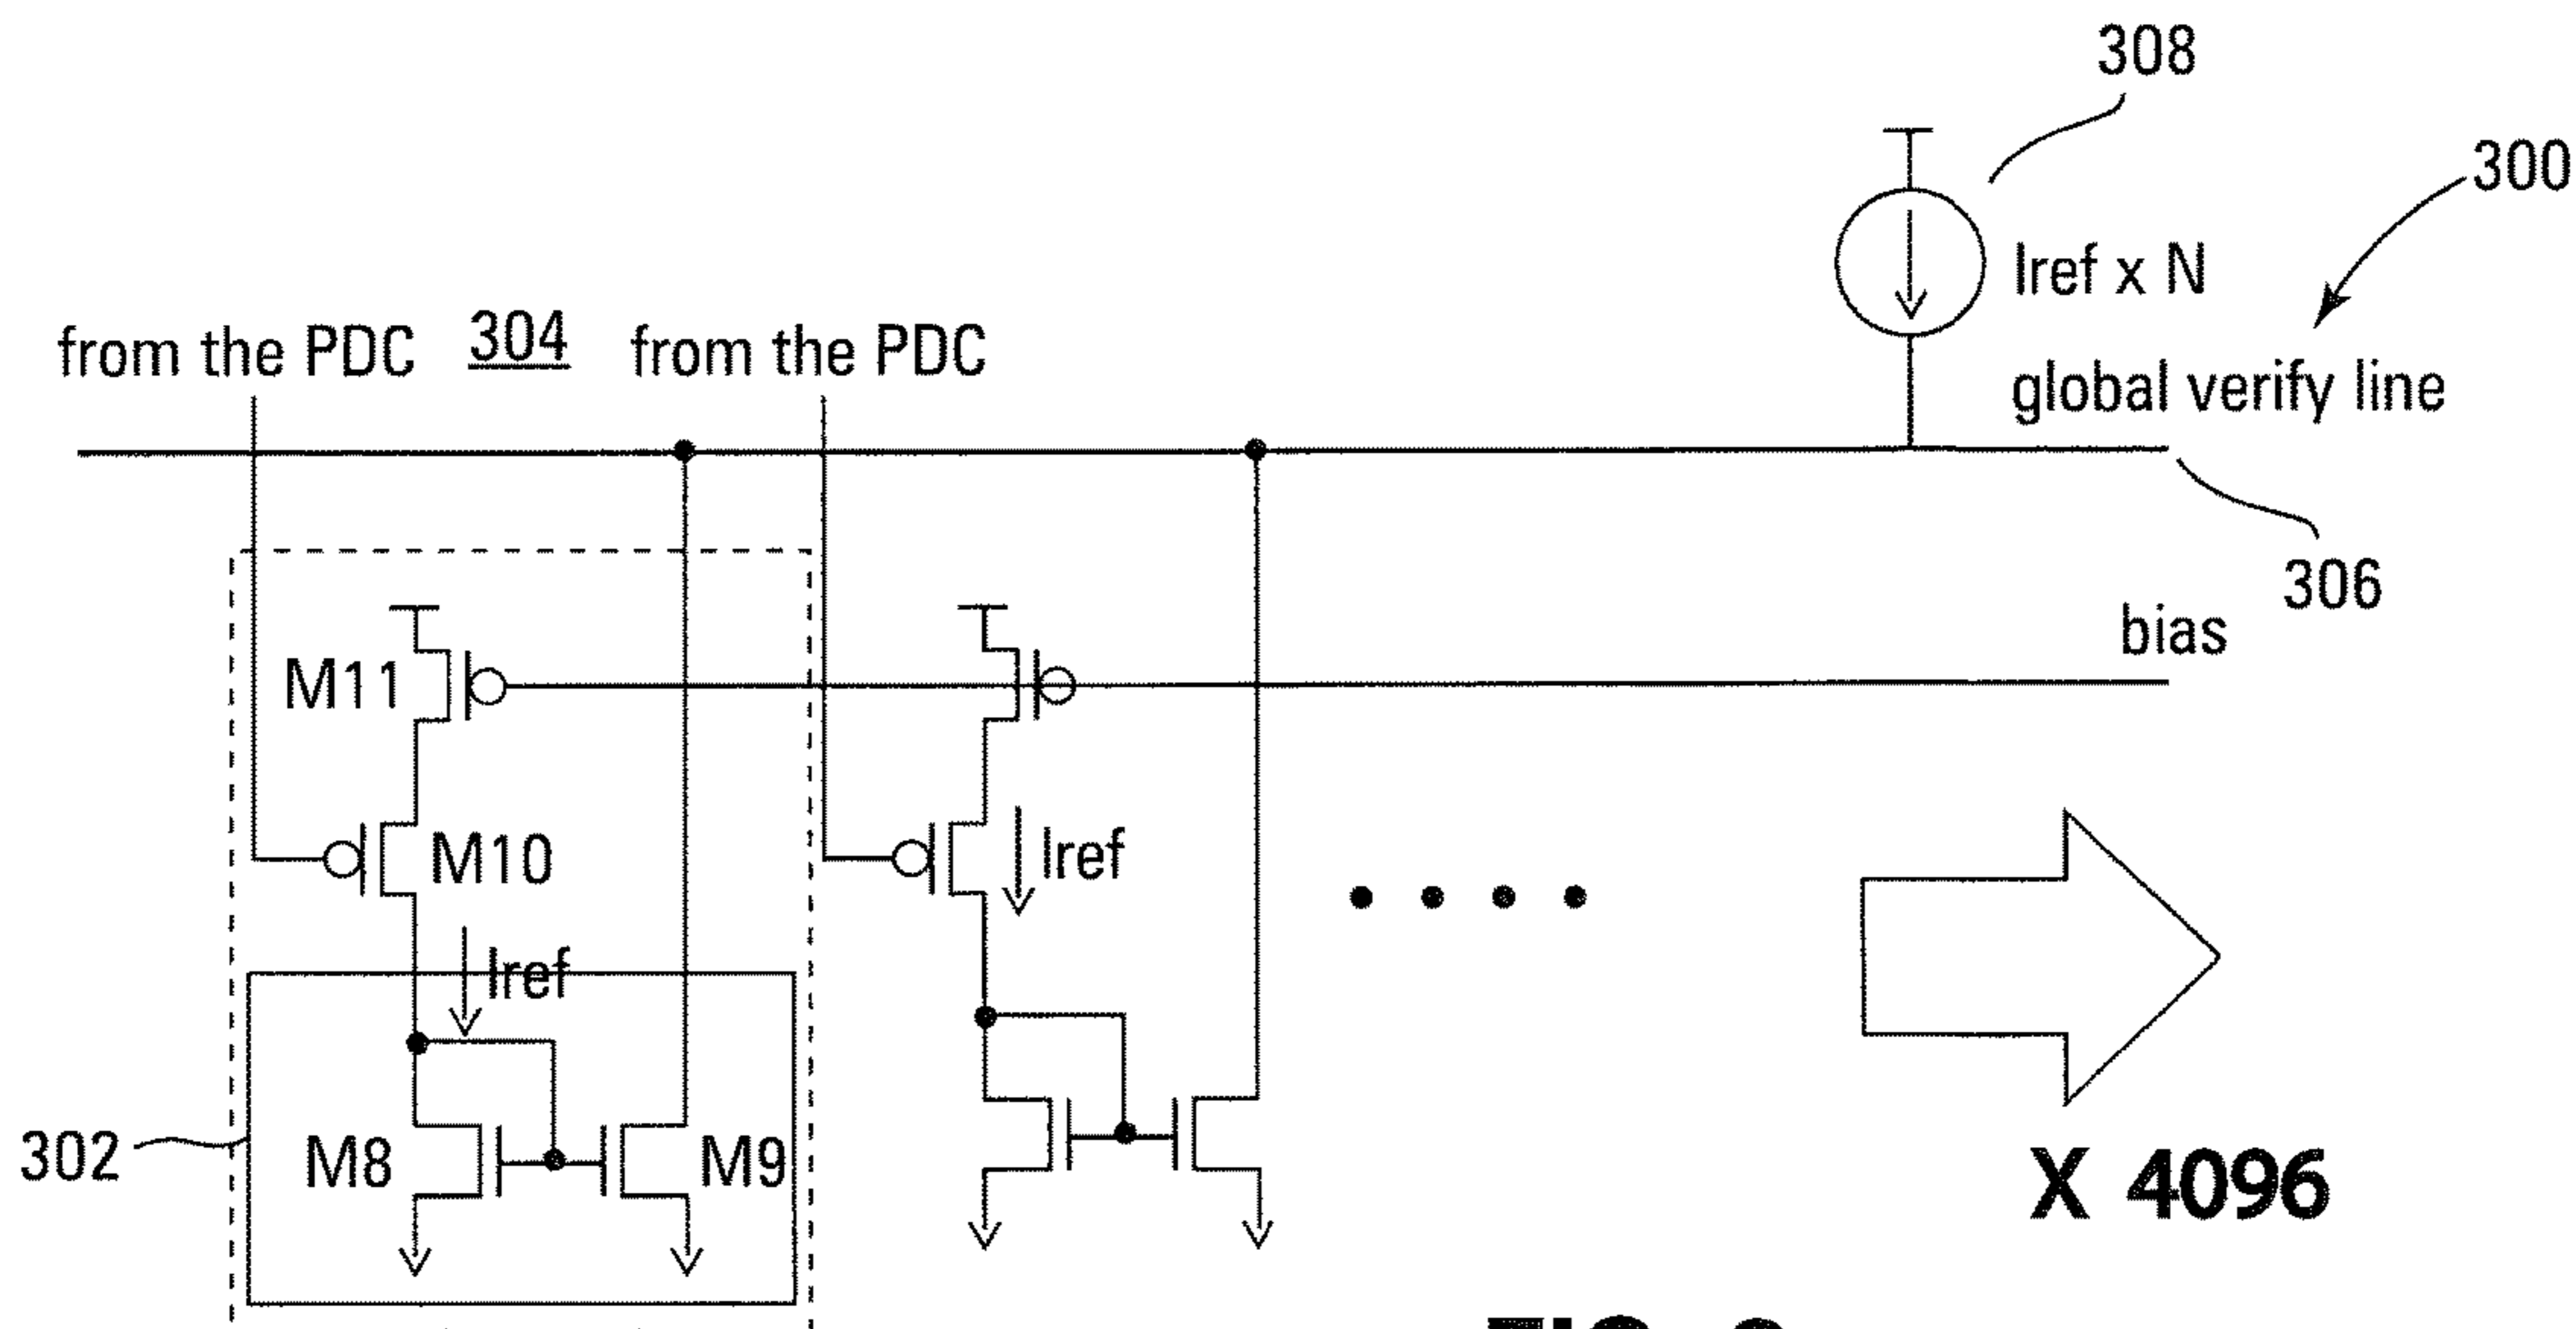 308
300
Iref x N
from the PDC 304 from the PDC
global verify line
306
bias
M11
M10
Iref
Iref
302
M8
M9
X 4096